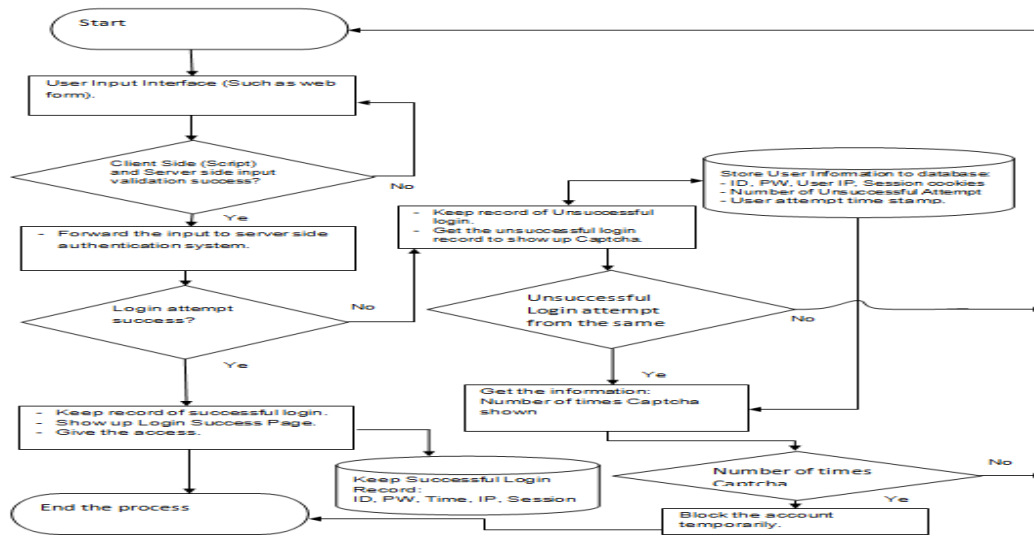 Start
User Input Interface (Such as web
form).
Client Side (Script)
and Server side input
validation success?
No
Ye
- Forward the input to server side
authentication system.
Login attempt
success?
No
Ye
- Keep record of successful login.
- Show up Login Success Page.
- Give the access.
End the process
Keep Successful Login
Record:
ID, PW, Time, IP, Session
- Keep record of Unsuccessful
login.
- Get the unsuccessful login
record to show up Captcha.
Store User Information to database:
- ID, PW, User IP, Session cookies
- Number of Unsuccessful Attempt
- User attempt time stamp.
Unsuccessful
Login attempt
from the same
No
Ye
Get the information:
Number of times Captcha
shown
Number of times
Captcha
No
Ye
Block the account
temporarily.